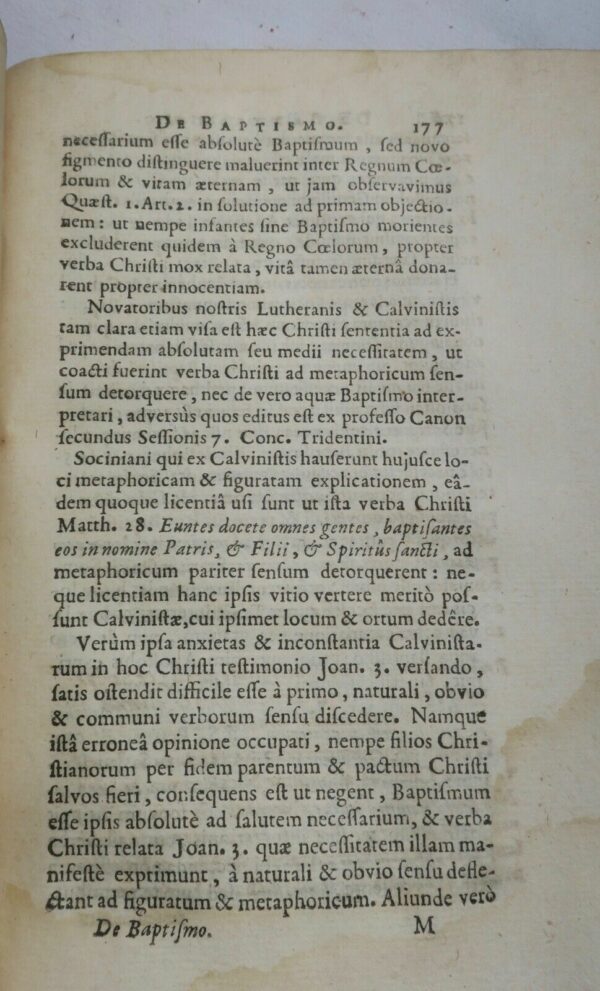 De Baptismo. 177
necessarium esse absolutè Baptismum, sed novo
figmento distinguere maluerint inter Regnum Cœ-
lorum & vitam æternam, ut jam observavimus
Quæst. 1. Art. 2. in solutione ad primam objectio-
nem: ut nempe infantes sine Baptismo morientes
excluderent quidem à Regno Cœlorum, propter
verba Christi mox relata, vitâ tamen æternâ dona-
rent propter innocentiam.
Novatoribus nostris Lutheranis & Calvinistis
tam clara etiam visa est hæc Christi sententia ad ex-
primendam absolutam seu medii necessitatem, ut
coacti fuerint verba Christi ad metaphoricum sen-
sum detorquere, nec de vero aquæ Baptismo inter-
pretari, adversùs quos editus est ex professo Canon
secundus Sessionis 7. Conc. Tridentini.
Sociniani qui ex Calvinistis hauserunt hujusce lo-
ci metaphoricam & figuratam explicationem, eâ-
dem quoque licentiâ usi sunt ut ista verba Christi
Matth. 28. Euntes docete omnes gentes, baptisantes
eos in nomine Patris, & Filii, & Spiritûs sancti, ad
metaphoricum pariter sensum detorquerent: ne-
que licentiam hanc ipsis vitio vertere meritò pos-
sunt Calvinistæ, cui ipsimet locum & ortum dedêre.
Verùm ipsa anxietas & inconstantia Calvinista-
rum in hoc Christi testimonio Joan. 3. versando,
satis ostendit difficile esse à primo, naturali, obvio
& communi verborum sensu discedere. Namque
istâ erroneâ opinione occupati, nempe filios Chri-
stianorum per fidem parentum & pactum Christi
salvos fieri, consequens est ut negent, Baptismum
esse ipsis absolutè ad salutem necessarium, & verba
Christi relata Joan. 3. quæ necessitatem illam ma-
nifestè exprimunt, à naturali & obvio sensu defle-
ctant ad figuratum & metaphoricum. Aliunde verò
De Baptismo. M